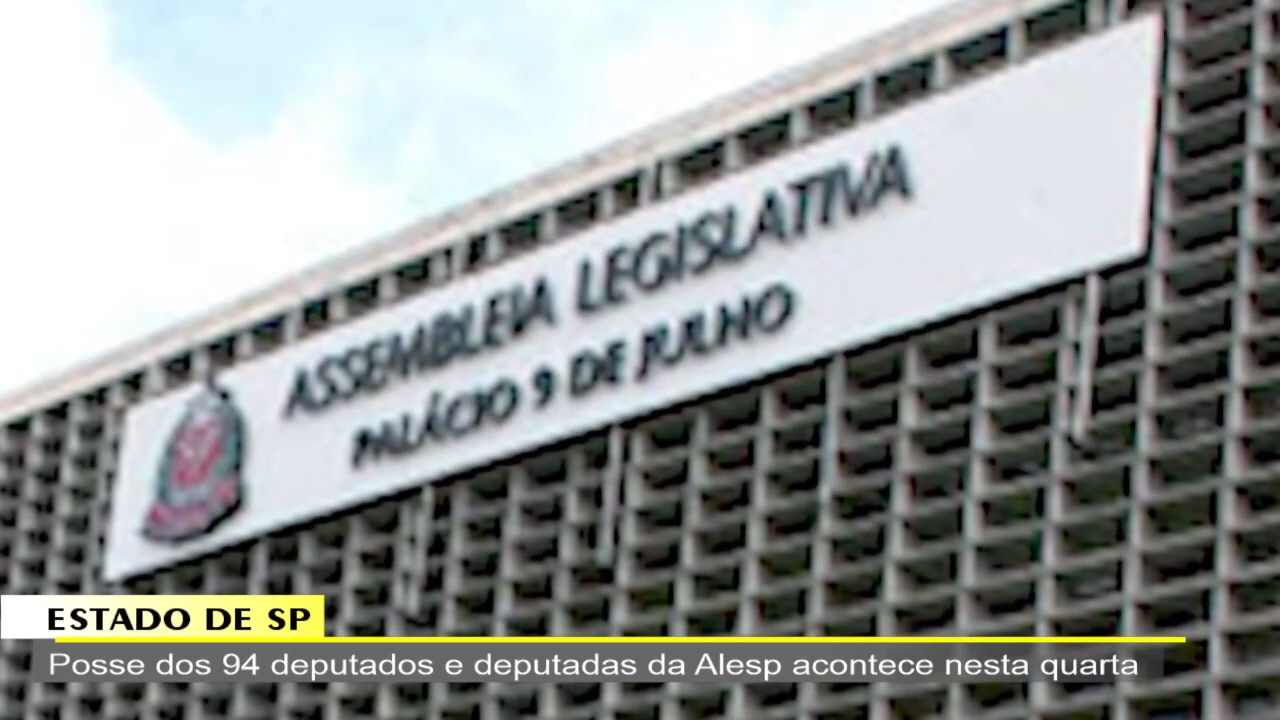 ASSEMBLEIA LEGISLATIVA
PALÁCIO 9 DE JULHO
ESTADO DE SP
Posse dos 94 deputados e deputadas da Alesp acontece nesta quarta